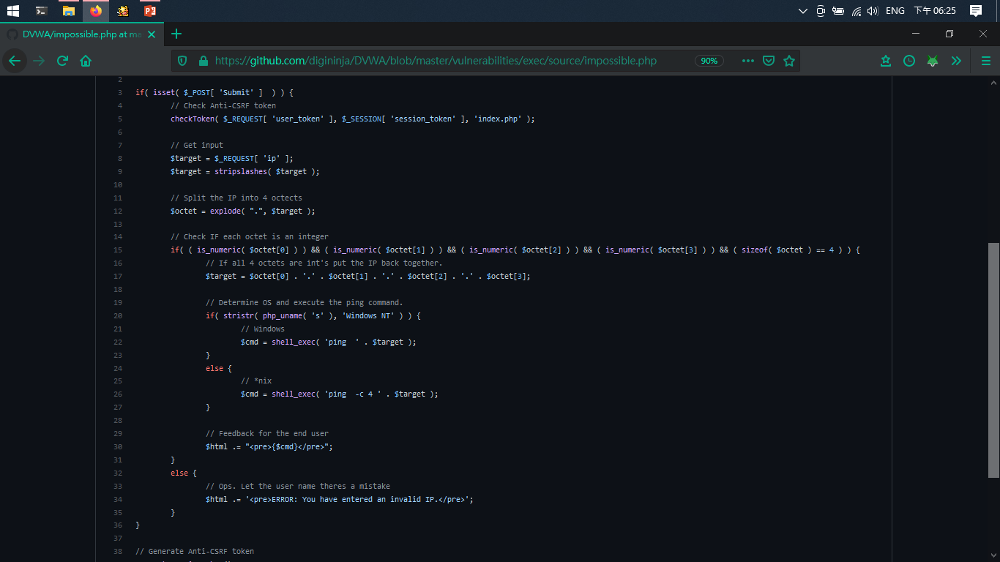 ENG 下午 06:25
DVWA/impossible.php at ma
https://github.com/digininja/DVWA/blob/master/vulnerabilities/exec/source/impossible.php 90%
2
3 if( isset( $_POST[ 'Submit' ]  ) ) {
4 // Check Anti-CSRF token
5 checkToken( $_REQUEST[ 'user_token' ], $_SESSION[ 'session_token' ], 'index.php' );
6
7 // Get input
8 $target = $_REQUEST[ 'ip' ];
9 $target = stripslashes( $target );
10
11 // Split the IP into 4 octects
12 $octet = explode( ".", $target );
13
14 // Check IF each octet is an integer
15 if( ( is_numeric( $octet[0] ) ) && ( is_numeric( $octet[1] ) ) && ( is_numeric( $octet[2] ) ) && ( is_numeric( $octet[3] ) ) && ( sizeof( $octet ) == 4 ) ) {
16 // If all 4 octets are int's put the IP back together.
17 $target = $octet[0] . '.' . $octet[1] . '.' . $octet[2] . '.' . $octet[3];
18
19 // Determine OS and execute the ping command.
20 if( stristr( php_uname( 's' ), 'Windows NT' ) ) {
21 // Windows
22 $cmd = shell_exec( 'ping  ' . $target );
23 }
24 else {
25 // *nix
26 $cmd = shell_exec( 'ping  -c 4 ' . $target );
27 }
28
29 // Feedback for the end user
30 $html .= "<pre>{$cmd}</pre>";
31 }
32 else {
33 // Ops. Let the user name theres a mistake
34 $html .= '<pre>ERROR: You have entered an invalid IP.</pre>';
35 }
36 }
37
38 // Generate Anti-CSRF token